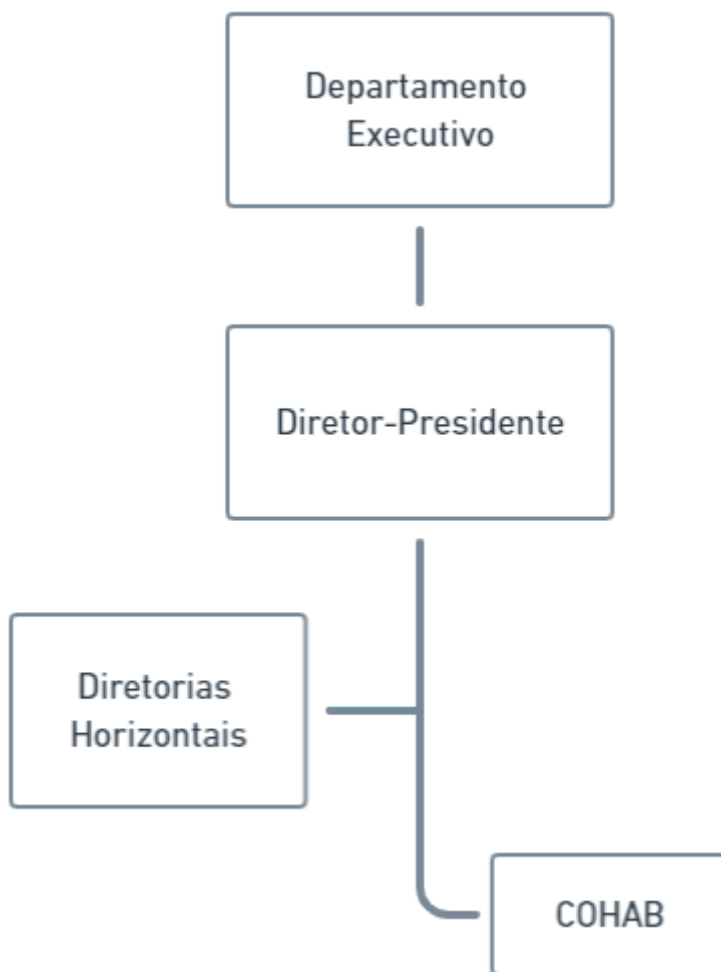 Departamento
Executivo
Diretor-Presidente
Diretorias
Horizontais
COHAB